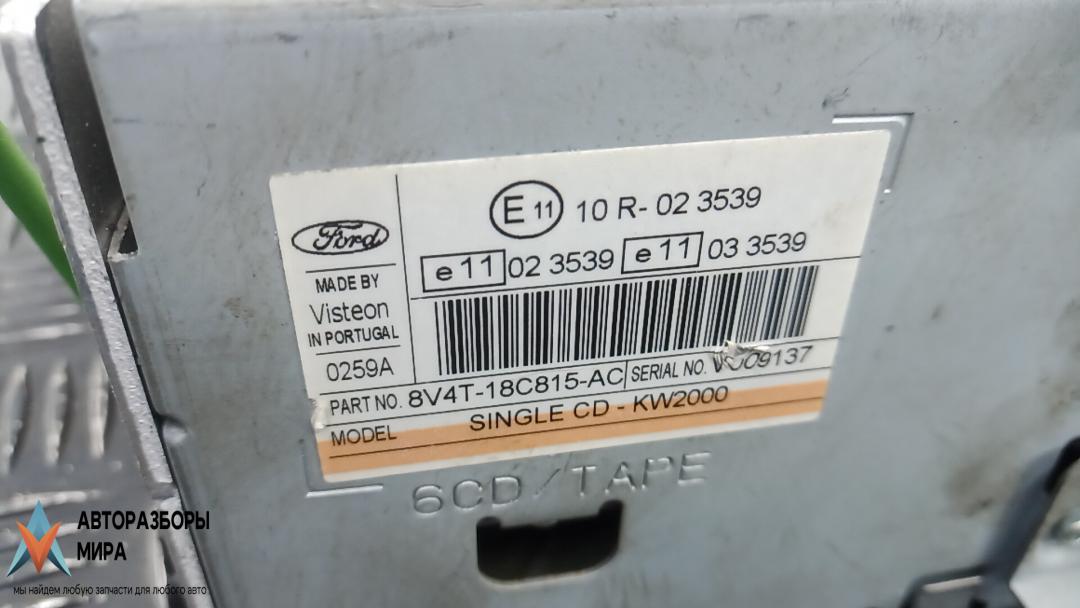 Ford
MADE BY
Visteon
IN PORTUGAL
0259A
E 11 10 R- 02 3539
e 11 02 3539 e 11 03 3539
PART NO. 8V4T-18C815-AC SERIAL NO.
MODEL SINGLE CD - KW2000
6CD/TAPE
АВТОРАЗБОРЫ
МИРА
мы найдем любую запчасти для любого авто